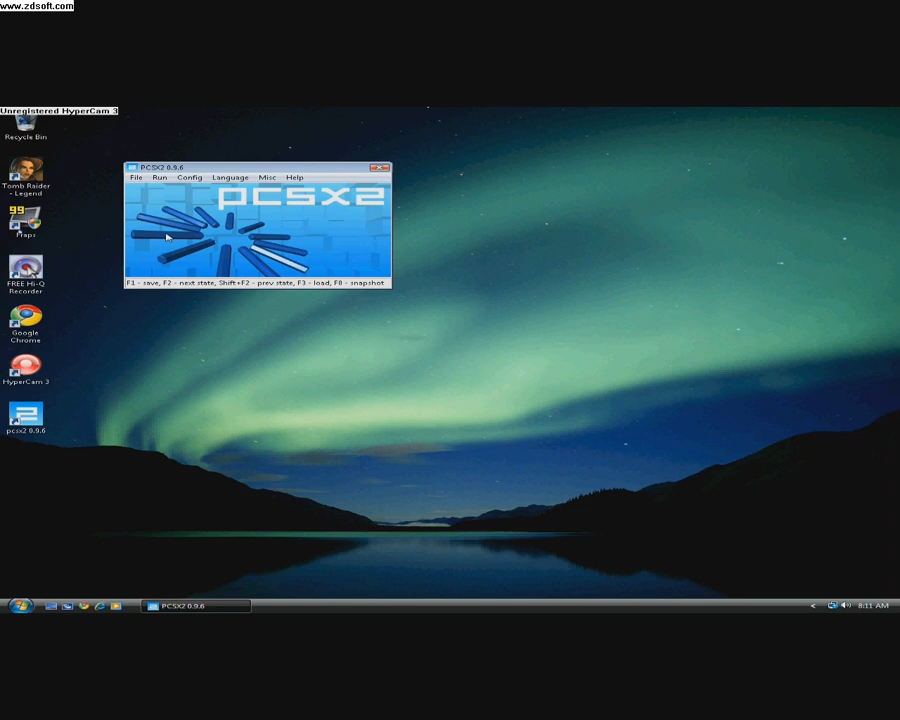 www.zdsoft.com
Unregistered HyperCam 3
Recycle Bin
Tomb Raider
- Legend
99
Fraps
FREE Hi-Q
Recorder
Google
Chrome
HyperCam 3
pcsx2 0.9.6
PCSX2 0.9.6
File Run Config Language Misc Help
pcsx2
F1 - save, F2 - next state, Shift+F2 - prev state, F3 - load, F8 - snapshot
PCSX2 0.9.6
< 8:11 AM